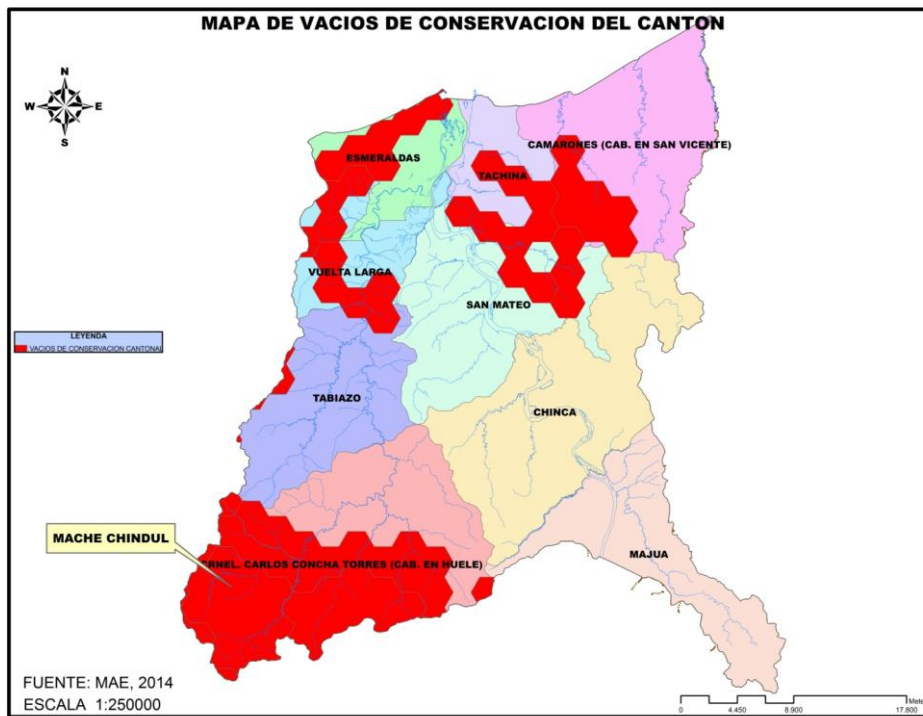 MAPA DE VACIOS DE CONSERVACION DEL CANTON
N
W E
S
CAMARONES (CAB. EN SAN VICENTE)
ESMERALDAS
TACHINA
VUELTA LARGA
SAN MATEO
LEYENDA
VACIOS DE CONSERVACION CANTONAL
TABIAZO
CHINCA
MACHE CHINDUL
CRNEL. CARLOS CONCHA TORRES (CAB. EN HUELE)
MAJUA
FUENTE: MAE, 2014
ESCALA 1:250000
0 4.450 8.900 17.800